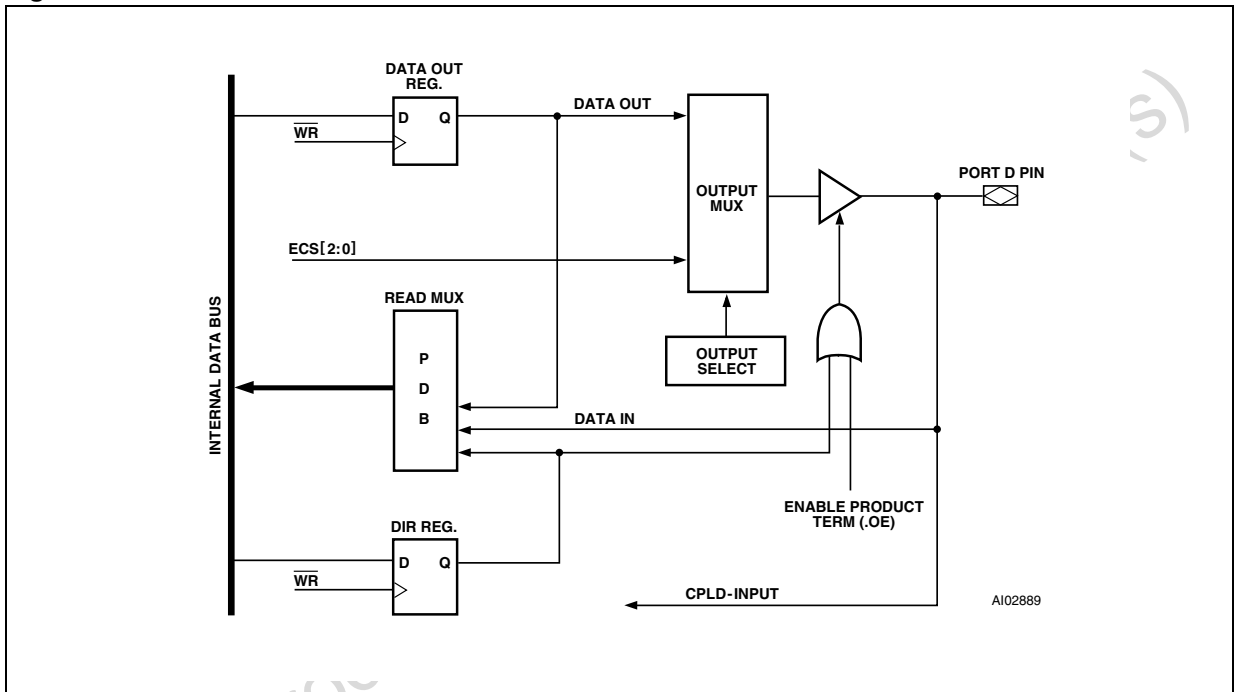 DATA OUT
REG.
D Q
WR
DATA OUT
OUTPUT
MUX
PORT D PIN
ECS[2:0]
READ MUX
P
D
B
INTERNAL DATA BUS
OUTPUT
SELECT
DATA IN
ENABLE PRODUCT
TERM (.OE)
DIR REG.
D Q
WR
CPLD-INPUT
AI02889